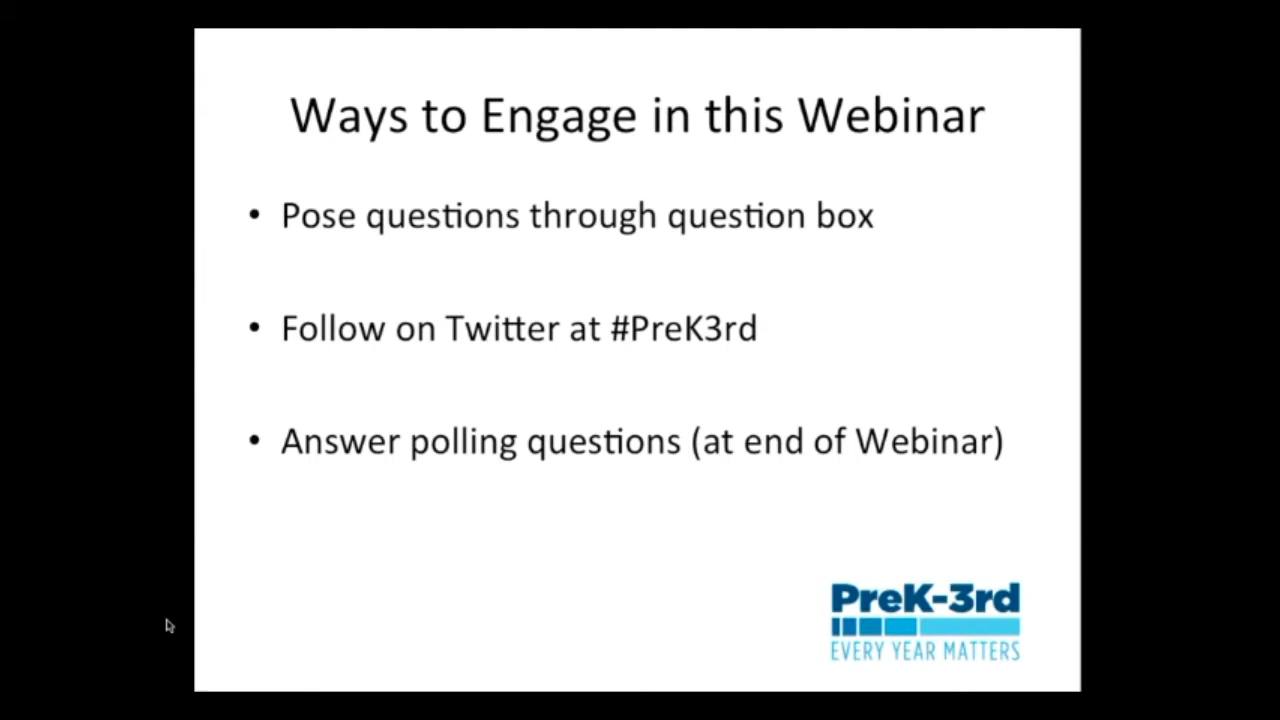 Ways to Engage in this Webinar
• Pose questions through question box
• Follow on Twitter at #PreK3rd
• Answer polling questions (at end of Webinar)
PreK-3rd
EVERY YEAR MATTERS